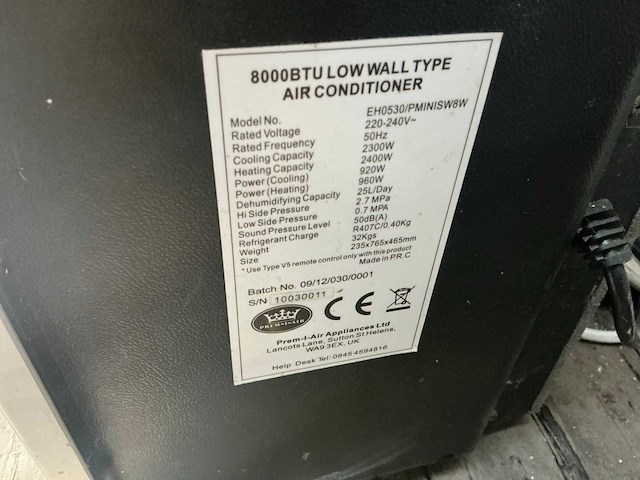 8000BTU LOW WALL TYPE
AIR CONDITIONER
Model No. EH0530/PMINISW8W
Rated Voltage 220-240V~
Rated Frequency 50Hz
Cooling Capacity 2300W
Heating Capacity 2400W
Power (Cooling) 920W
Power (Heating) 960W
Dehumidifying Capacity 25L/Day
Hi Side Pressure 2.7 MPA
Low Side Pressure 0.7 MPA
Sound Pressure Level 50dB(A)
Refrigerant Charge R407C/0.40Kg
Weight 32Kgs
Size 235x765x465mm
* Use Type V5 remote control only with this product
Made in P.R.C
Batch No. 09/12/030/0001
S/N 10030011
PREM-I-AIR
CE
Prem-I-Air Appliances Ltd
Lancots Lane, Sutton St Helens,
WA9 3EX, UK
Help Desk Tel: 0845 4594816